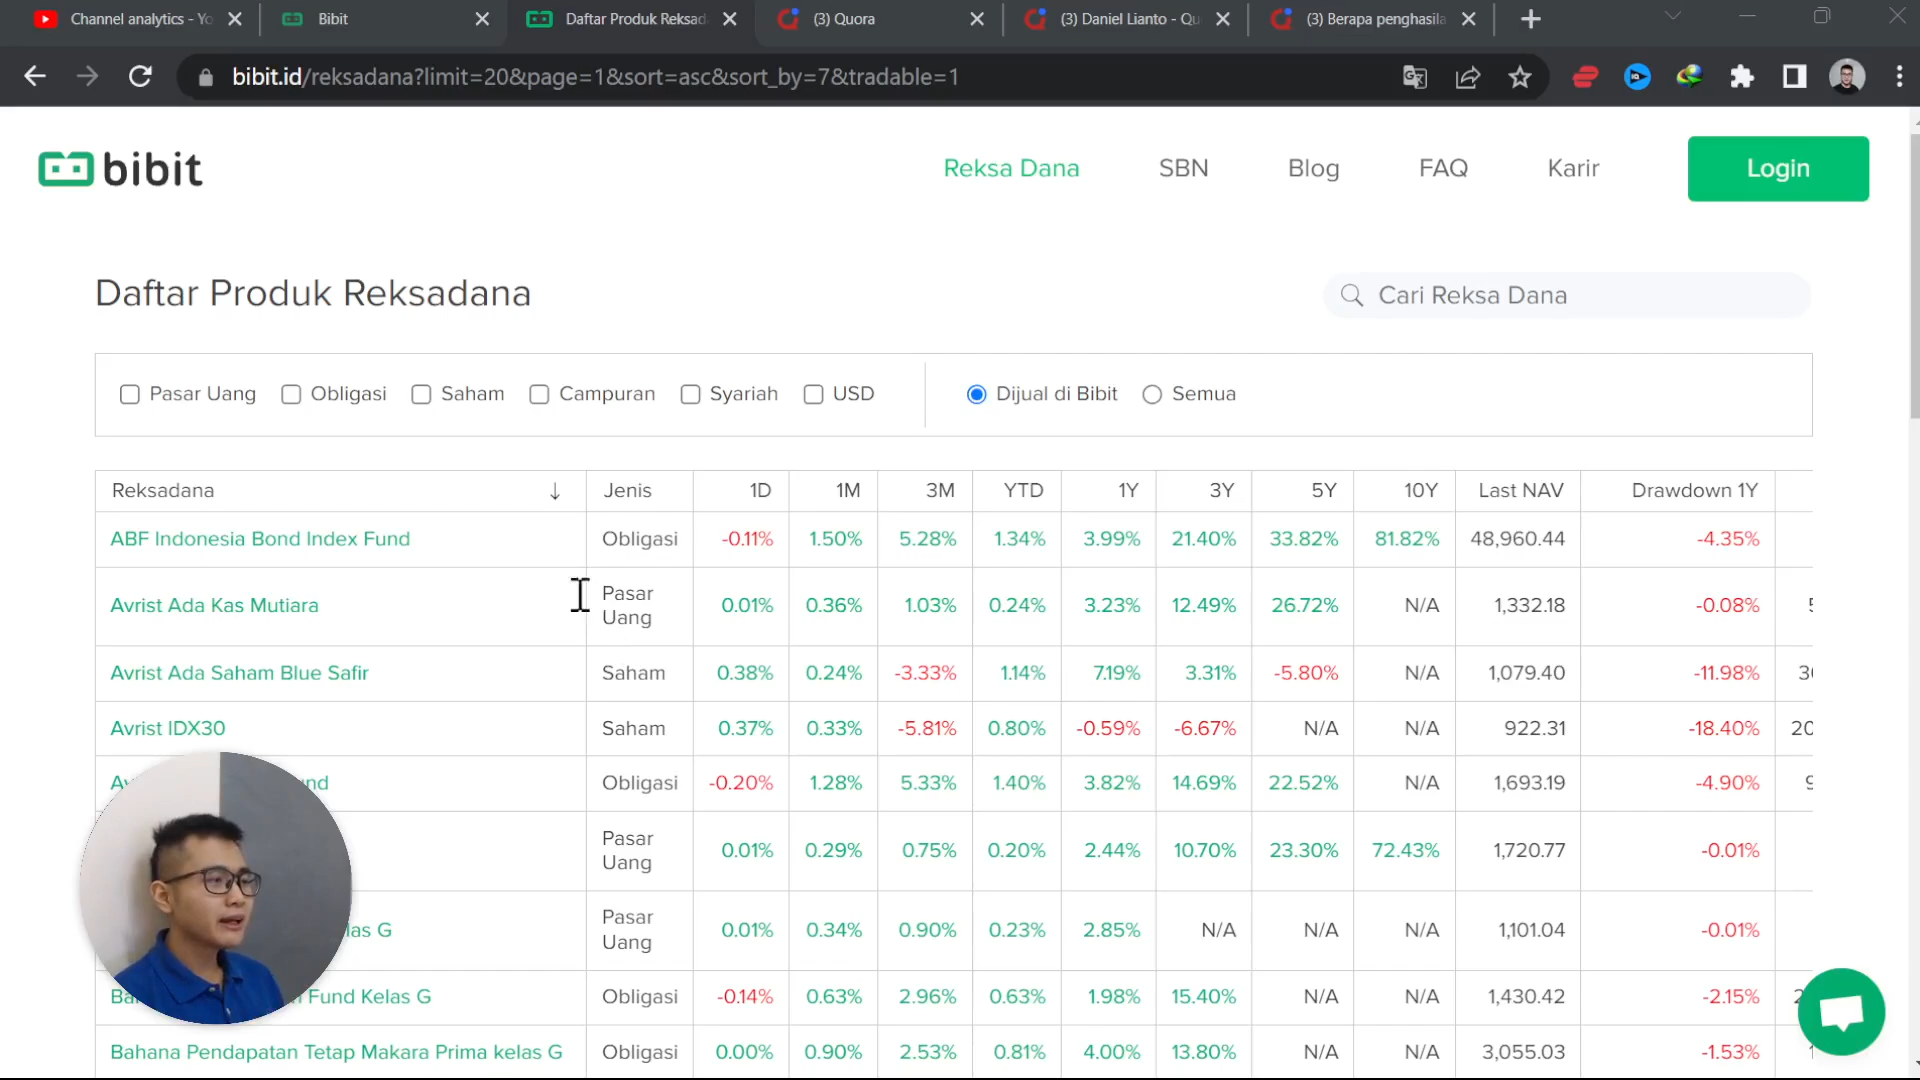 Channel analytics - Yo
Bibit
Daftar Produk Reksad
(3) Quora
(3) Daniel Lianto - Qu
(3) Berapa penghasila
bibit.id/reksadana?limit=20&page=1&sort=asc&sort_by=7&tradable=1
bibit
Reksa Dana
SBN
Blog
FAQ
Karir
Login
Daftar Produk Reksadana
Cari Reksa Dana
Pasar Uang
Obligasi
Saham
Campuran
Syariah
USD
Dijual di Bibit
Semua
Reksadana ↓ Jenis 1D 1M 3M YTD 1Y 3Y 5Y 10Y Last NAV Drawdown 1Y
ABF Indonesia Bond Index Fund Obligasi -0.11% 1.50% 5.28% 1.34% 3.99% 21.40% 33.82% 81.82% 48,960.44 -4.35%
Avrist Ada Kas Mutiara Pasar Uang 0.01% 0.36% 1.03% 0.24% 3.23% 12.49% 26.72% N/A 1,332.18 -0.08%
Avrist Ada Saham Blue Safir Saham 0.38% 0.24% -3.33% 1.14% 7.19% 3.31% -5.80% N/A 1,079.40 -11.98%
Avrist IDX30 Saham 0.37% 0.33% -5.81% 0.80% -0.59% -6.67% N/A N/A 922.31 -18.40% 20
Obligasi -0.20% 1.28% 5.33% 1.40% 3.82% 14.69% 22.52% N/A 1,693.19 -4.90%
Pasar Uang 0.01% 0.29% 0.75% 0.20% 2.44% 10.70% 23.30% 72.43% 1,720.77 -0.01%
las G Pasar Uang 0.01% 0.34% 0.90% 0.23% 2.85% N/A N/A N/A 1,101.04 -0.01%
Fund Kelas G Obligasi -0.14% 0.63% 2.96% 0.63% 1.98% 15.40% N/A N/A 1,430.42 -2.15%
Bahana Pendapatan Tetap Makara Prima kelas G Obligasi 0.00% 0.90% 2.53% 0.81% 4.00% 13.80% N/A N/A 3,055.03 -1.53%